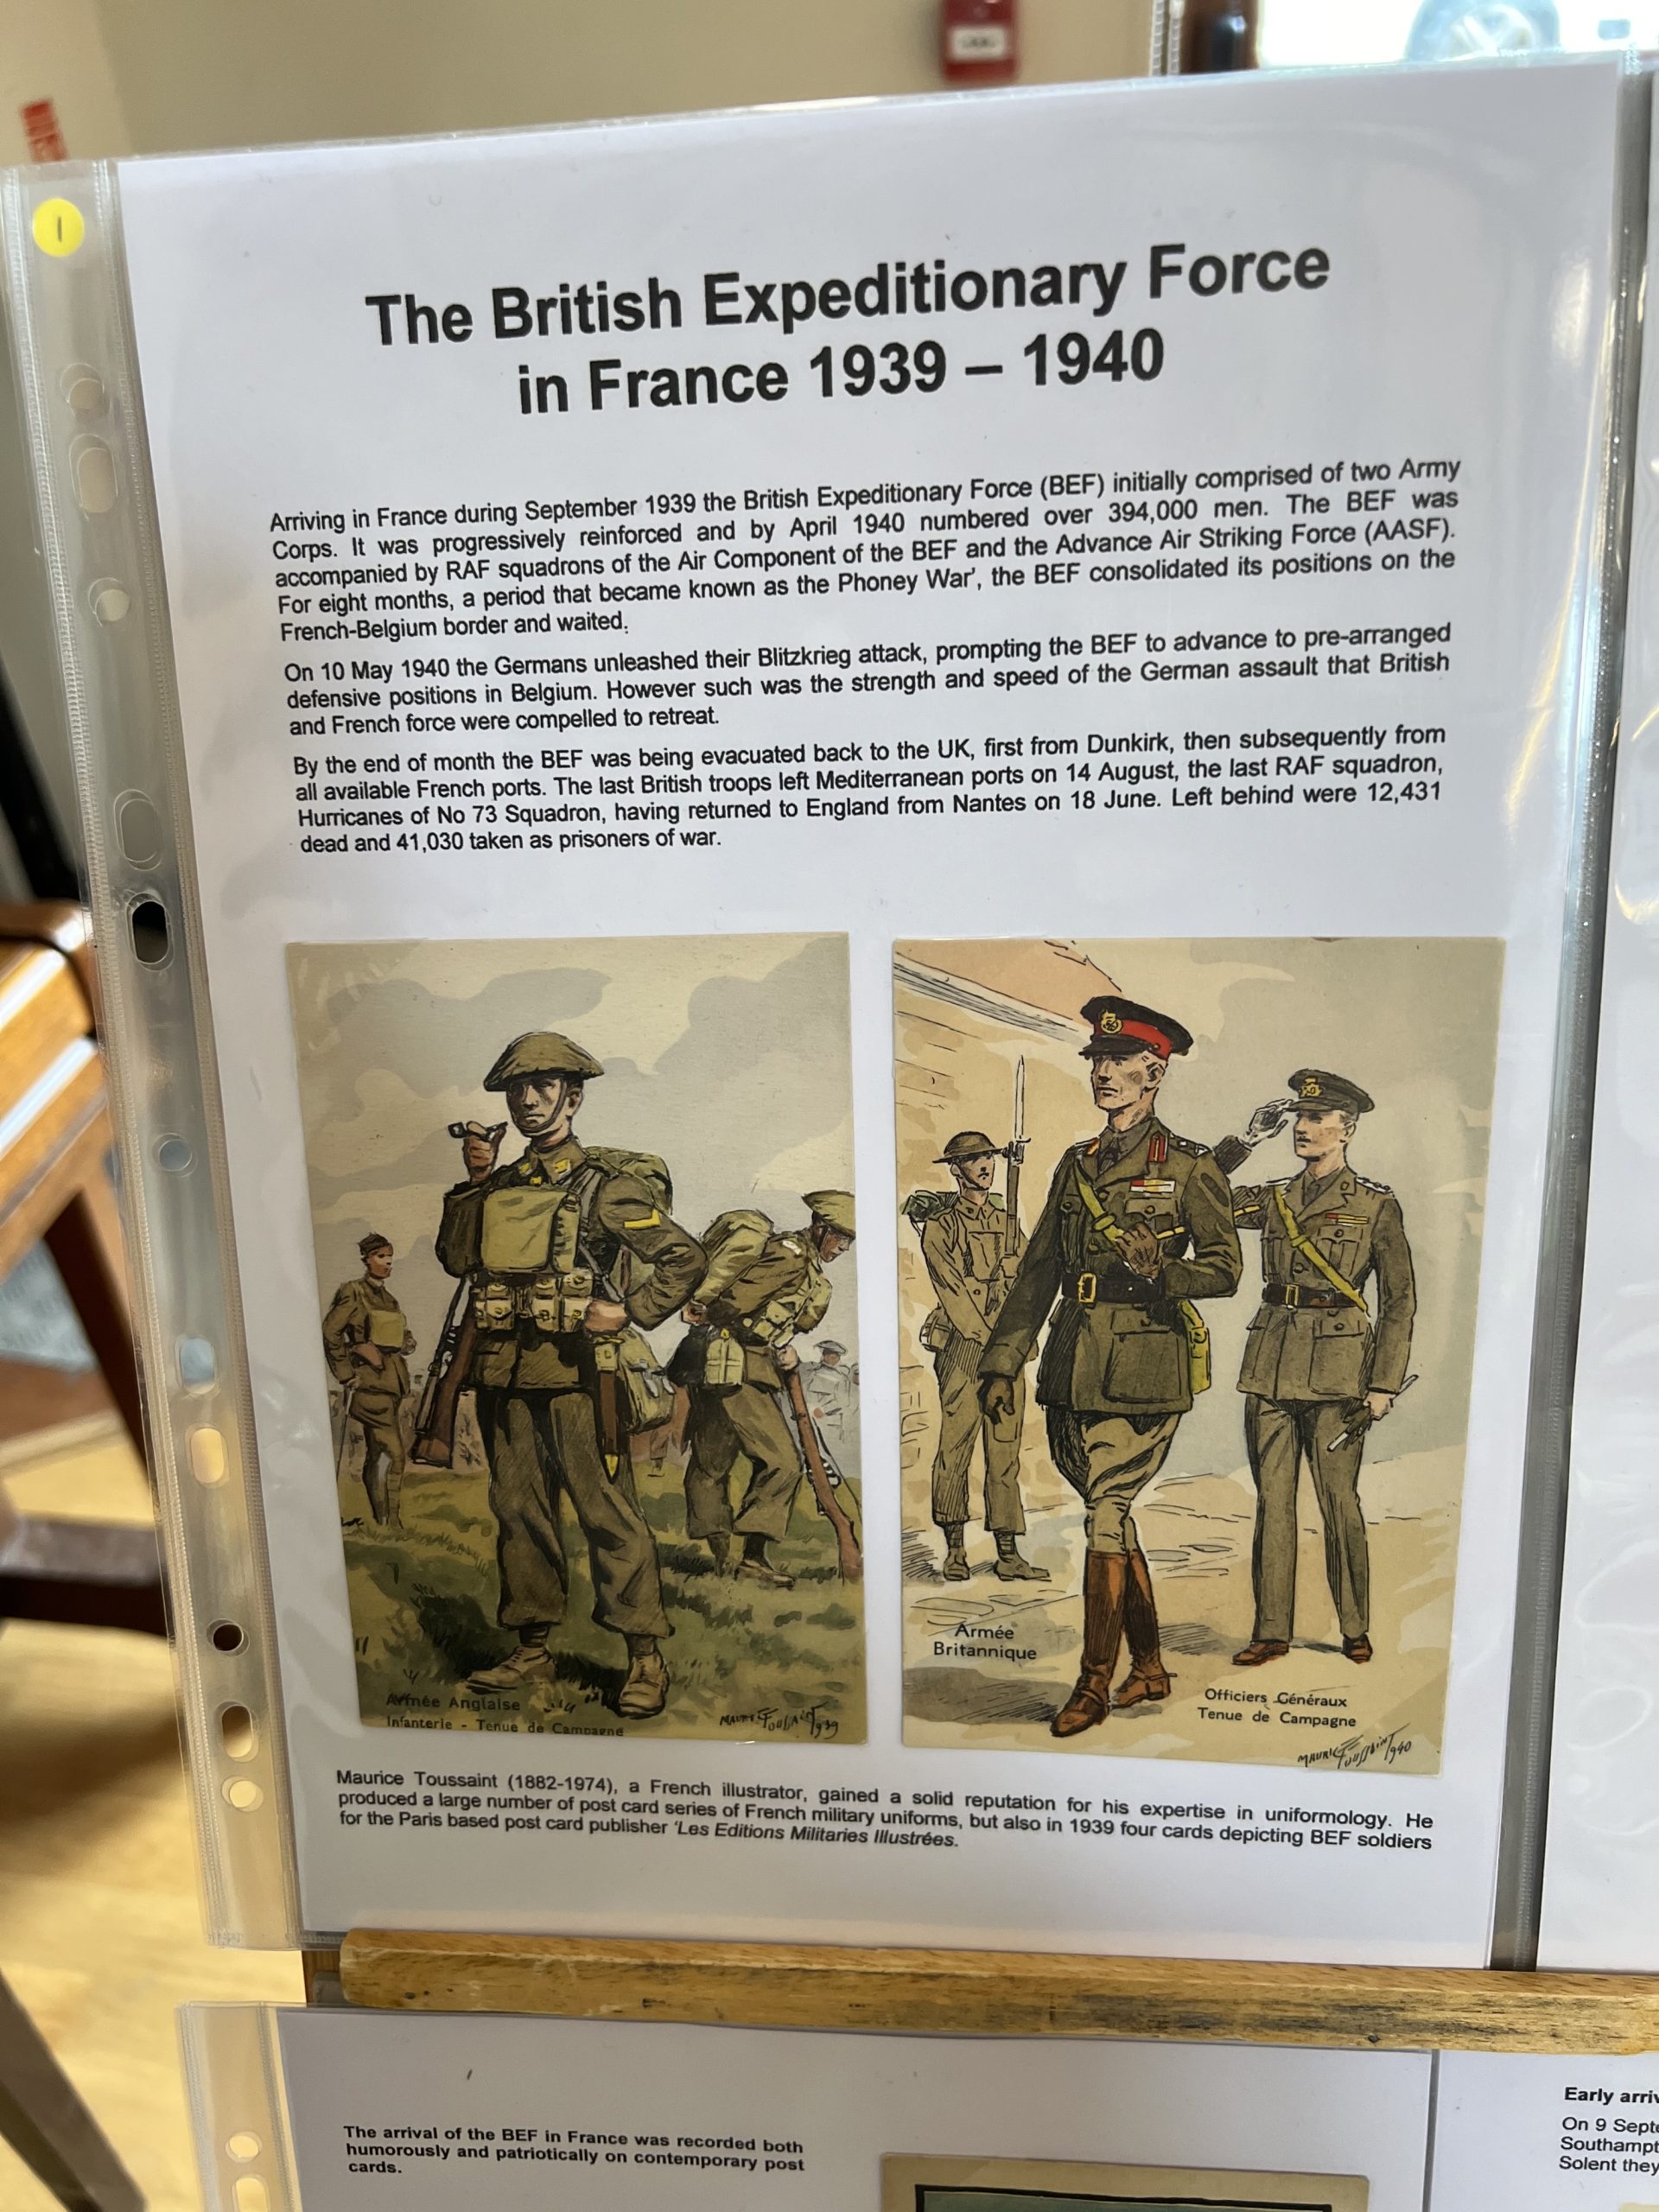 1
The British Expeditionary Force
in France 1939 – 1940
Arriving in France during September 1939 the British Expeditionary Force (BEF) initially comprised of two Army
Corps. It was progressively reinforced and by April 1940 numbered over 394,000 men. The BEF was
accompanied by RAF squadrons of the Air Component of the BEF and the Advance Air Striking Force (AASF).
For eight months, a period that became known as the Phoney War’, the BEF consolidated its positions on the
French-Belgium border and waited.
On 10 May 1940 the Germans unleashed their Blitzkrieg attack, prompting the BEF to advance to pre-arranged
defensive positions in Belgium. However such was the strength and speed of the German assault that British
and French force were compelled to retreat.
By the end of month the BEF was being evacuated back to the UK, first from Dunkirk, then subsequently from
all available French ports. The last British troops left Mediterranean ports on 14 August, the last RAF squadron,
Hurricanes of No 73 Squadron, having returned to England from Nantes on 18 June. Left behind were 12,431
dead and 41,030 taken as prisoners of war.
Armée Anglaise
Infanterie - Tenue de Campagne
MAURICE TOUSSAINT 1939
Armée
Britannique
Officiers Généraux
Tenue de Campagne
MAURICE TOUSSAINT 1940
Maurice Toussaint (1882-1974), a French illustrator, gained a solid reputation for his expertise in uniformology. He
produced a large number of post card series of French military uniforms, but also in 1939 four cards depicting BEF soldiers
for the Paris based post card publisher ‘Les Editions Militaries Illustrées.
The arrival of the BEF in France was recorded both
humorously and patriotically on contemporary post
cards.
Early arriv
On 9 Septe
Southampt
Solent they